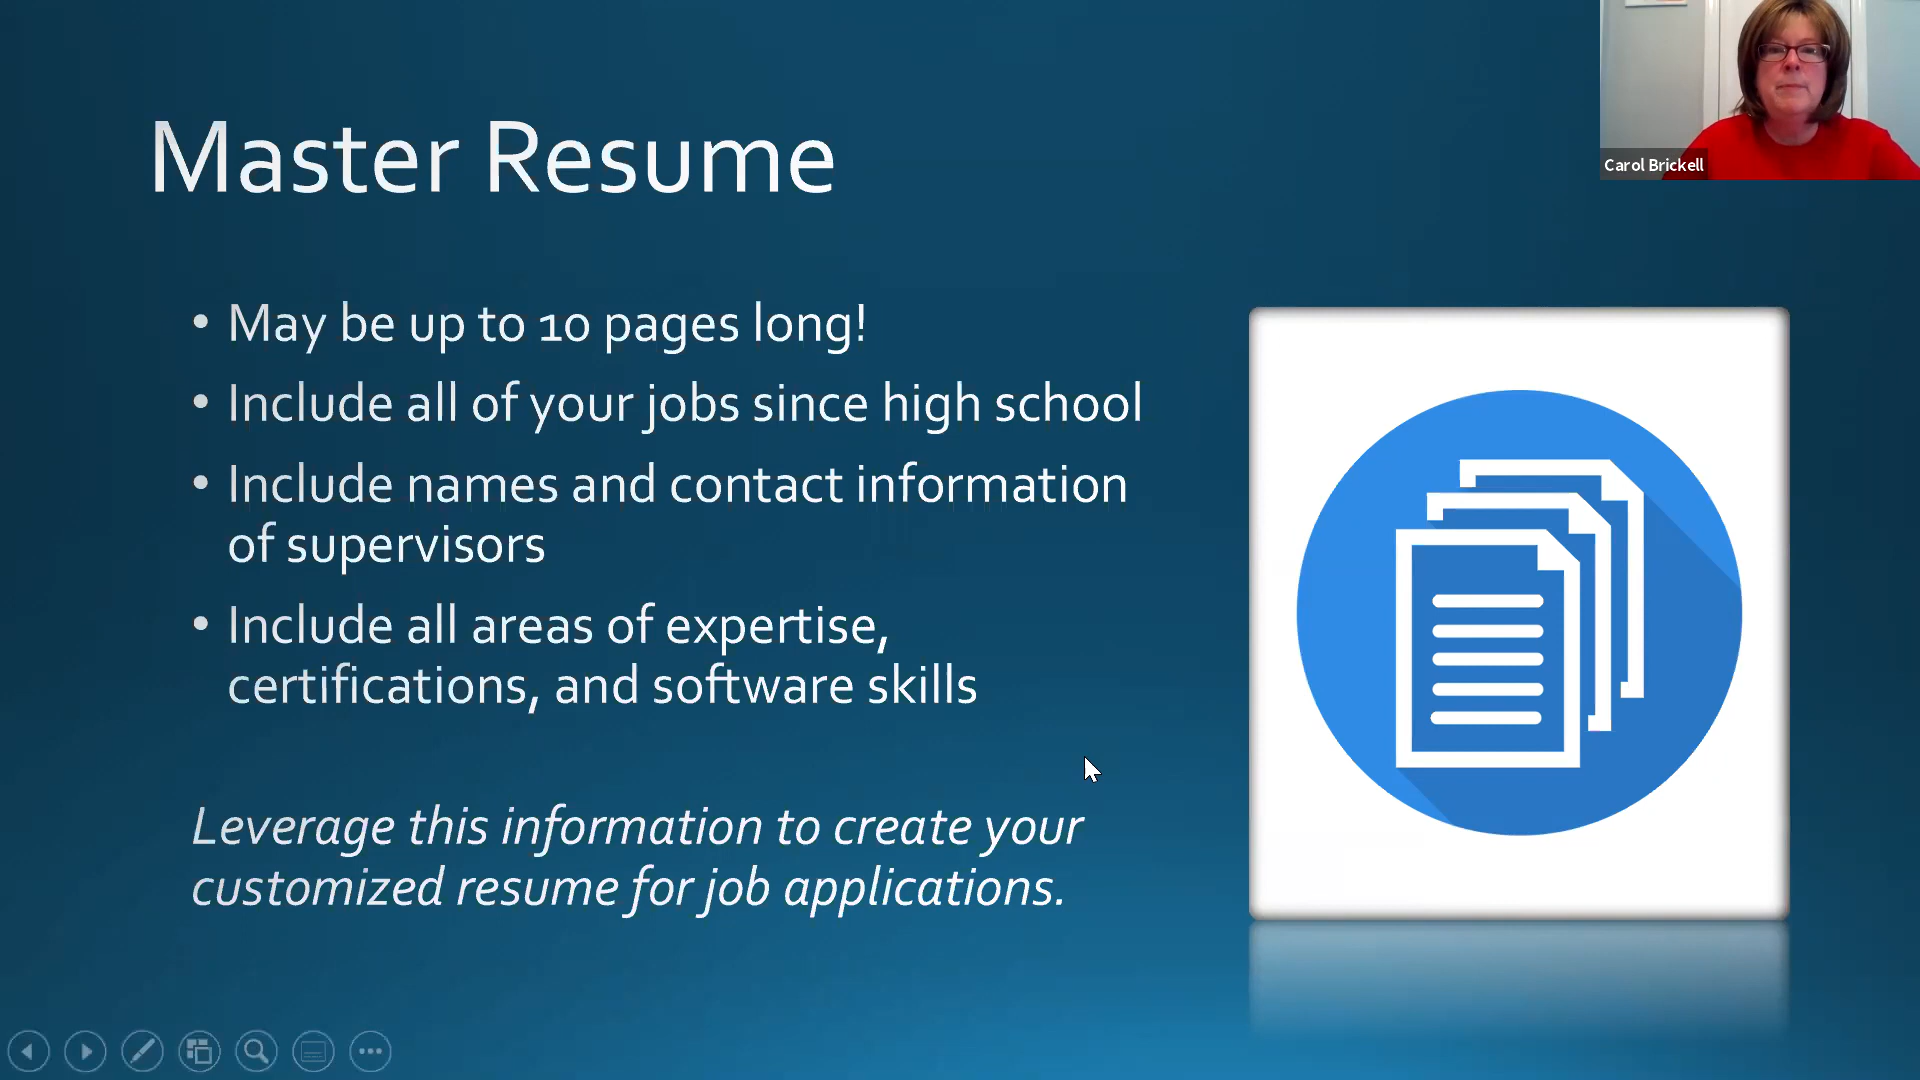 Master Resume
Carol Brickell
• May be up to 10 pages long!
• Include all of your jobs since high school
• Include names and contact information
of supervisors
• Include all areas of expertise,
certifications, and software skills
Leverage this information to create your
customized resume for job applications.